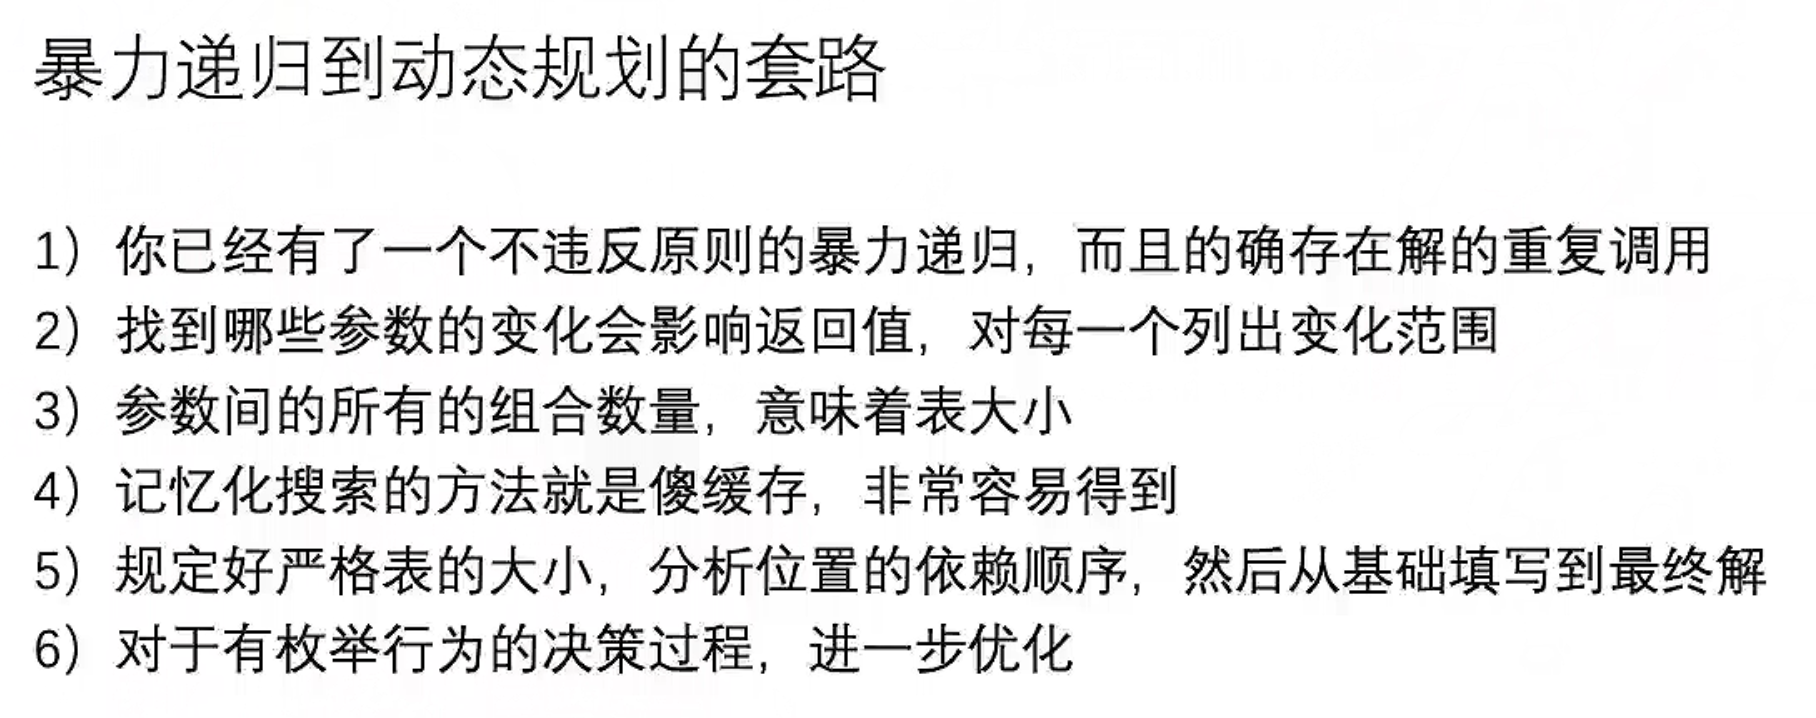 暴力递归到动态规划的套路
1）你已经有了一个不违反原则的暴力递归，而且的确存在解的重复调用
2）找到哪些参数的变化会影响返回值，对每一个列出变化范围
3）参数间的所有的组合数量，意味着表大小
4）记忆化搜索的方法就是傻缓存，非常容易得到
5）规定好严格表的大小，分析位置的依赖顺序，然后从基础填写到最终解
6）对于有枚举行为的决策过程，进一步优化